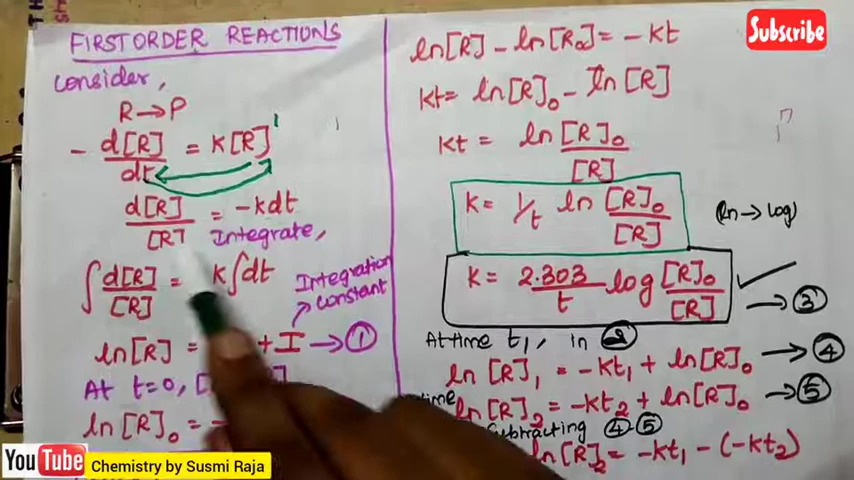 FIRST ORDER REACTIONS
Consider,
R → P
- d[R]/dt = k[R]¹
d[R]/[R] = -kdt
Integrate,
∫ d[R]/[R] = k∫dt
Integration
constant
ln[R] = + I → ①
At t=0, [
ln[R]₀ = -
ln[R] - ln[R₀] = -kt
kt = ln[R]₀ - ln[R]
kt = ln [R]₀/[R]
k = 1/t ln [R]₀/[R]
(ln → log)
k = 2.303/t log [R]₀/[R]
→ ③
At time t₁, in ②
ln[R]₁ = -kt₁ + ln[R]₀ → ④
time
ln[R]₂ = -kt₂ + ln[R]₀ → ⑤
Subtracting ④-⑤
ln[R]₂ = -kt₁ - (-kt₂)
Subscribe
YouTube
Chemistry by Susmi Raja